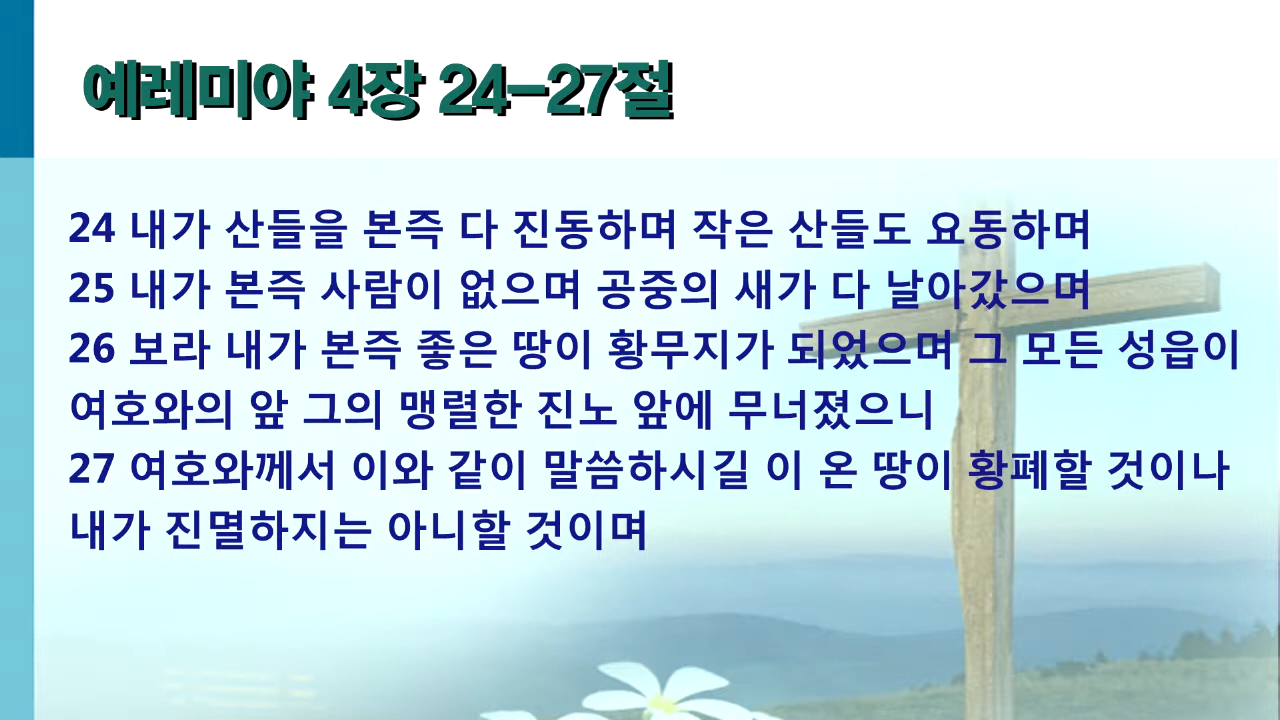 예레미야 4장 24-27절
24 내가 산들을 본즉 다 진동하며 작은 산들도 요동하며
25 내가 본즉 사람이 없으며 공중의 새가 다 날아갔으며
26 보라 내가 본즉 좋은 땅이 황무지가 되었으며 그 모든 성읍이
여호와의 앞 그의 맹렬한 진노 앞에 무너졌으니
27 여호와께서 이와 같이 말씀하시길 이 온 땅이 황폐할 것이나
내가 진멸하지는 아니할 것이며